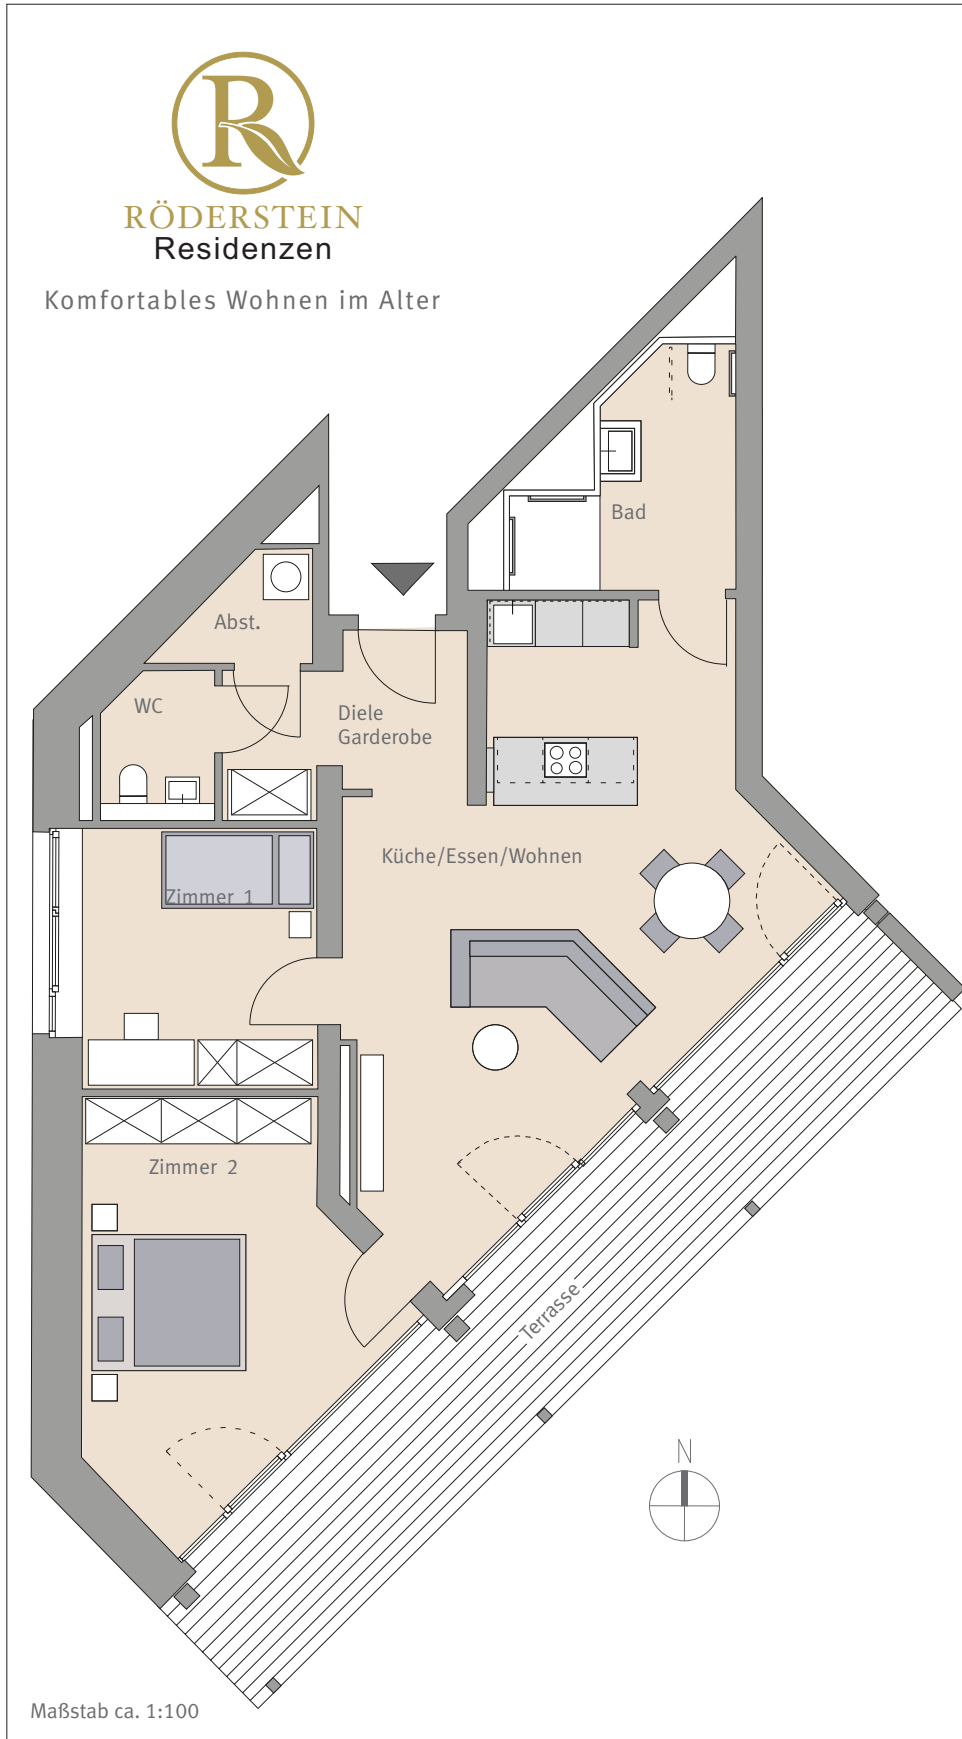 R
RÖDERSTEIN
Residenzen
Komfortables Wohnen im Alter
Bad
Abst.
WC
Diele
Garderobe
Küche/Essen/Wohnen
Zimmer 1
Zimmer 2
Terrasse
N
Maßstab ca. 1:100